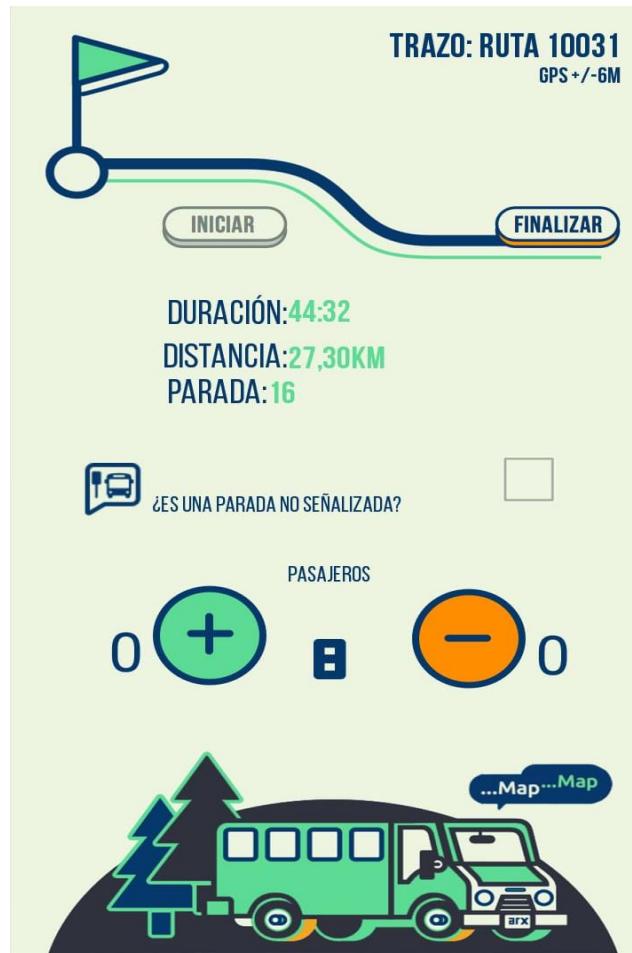 TRAZO: RUTA 10031
GPS +/-6M
INICIAR
FINALIZAR
DURACIÓN:44:32
DISTANCIA:27,30KM
PARADA:16
¿ES UNA PARADA NO SEÑALIZADA?
PASAJEROS
0 + 8 − 0
...Map...Map
arx